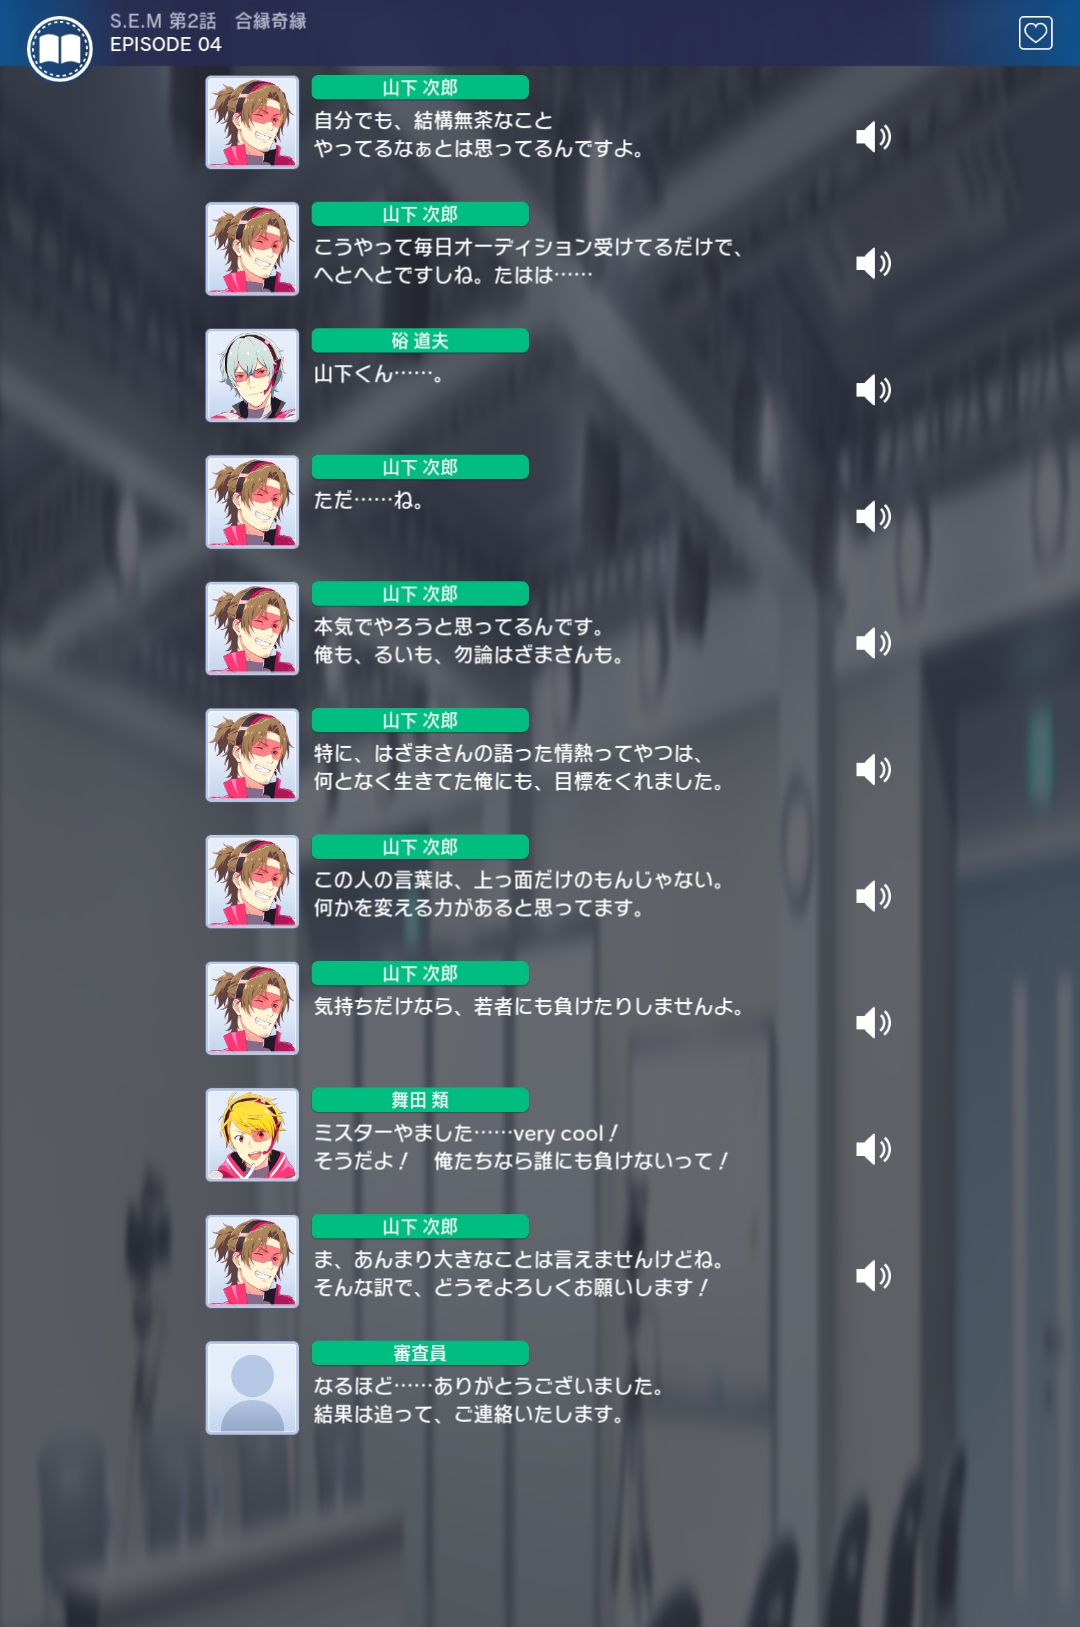 S.E.M 第2話　合縁奇縁
EPISODE 04
山下 次郎
自分でも、結構無茶なこと
やってるなぁとは思ってるんですよ。
山下 次郎
こうやって毎日オーディション受けてるだけで、
へとへとですしね。たはは……
硲 道夫
山下くん……。
山下 次郎
ただ……ね。
山下 次郎
本気でやろうと思ってるんです。
俺も、るいも、勿論はざまさんも。
山下 次郎
特に、はざまさんの語った情熱ってやつは、
何となく生きてた俺にも、目標をくれました。
山下 次郎
この人の言葉は、上っ面だけのもんじゃない。
何かを変える力があると思ってます。
山下 次郎
気持ちだけなら、若者にも負けたりしませんよ。
舞田 類
ミスターやました……very cool！
そうだよ！　俺たちなら誰にも負けないって！
山下 次郎
ま、あんまり大きなことは言えませんけどね。
そんな訳で、どうぞよろしくお願いします！
審査員
なるほど……ありがとうございました。
結果は追って、ご連絡いたします。